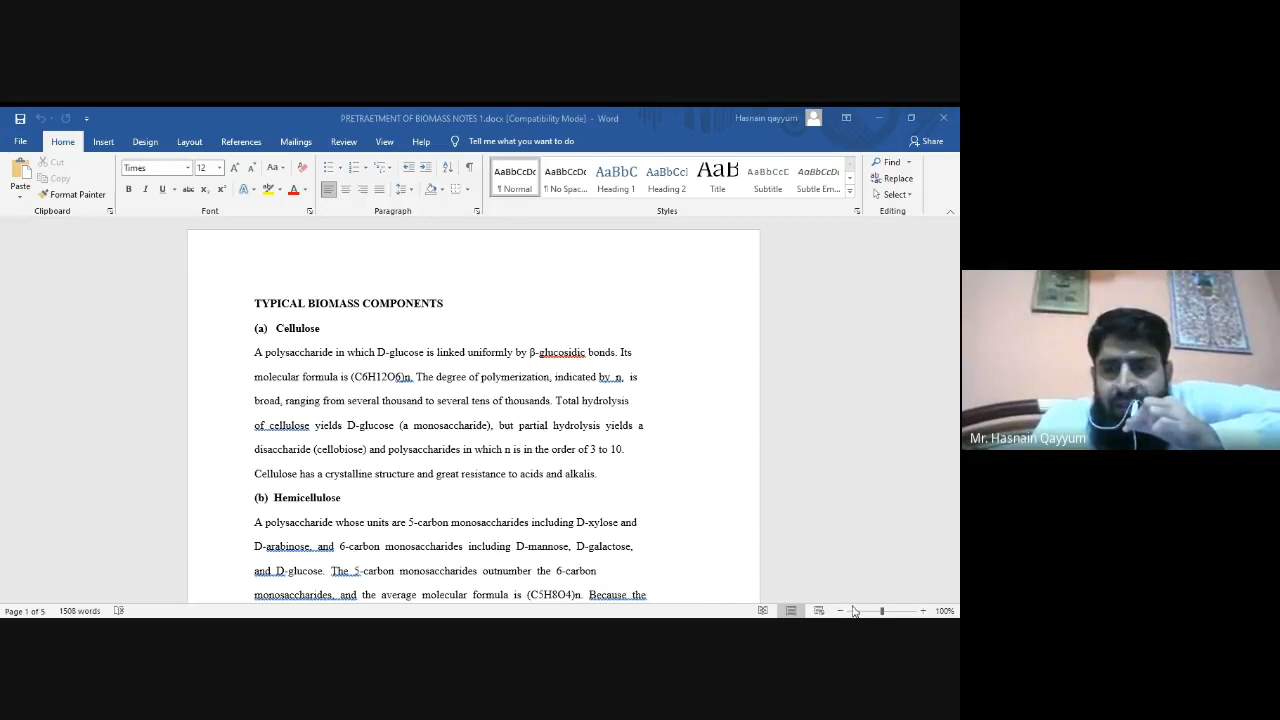 PRETRAETMENT OF BIOMASS NOTES 1.docx [Compatibility Mode] - Word
Hasnain qayyum
File Home Insert Design Layout References Mailings Review View Help Tell me what you want to do Share
Paste
Cut
Copy
Format Painter
Clipboard
Times 12
Font
Paragraph
AaBbCcDc AaBbCcDc AaBbC AaBbCcI AaB AaBbCcC AaBbCcDc
¶ Normal ¶ No Spac... Heading 1 Heading 2 Title Subtitle Subtle Em...
Styles
Find
Replace
Select
Editing
TYPICAL BIOMASS COMPONENTS
(a) Cellulose
A polysaccharide in which D-glucose is linked uniformly by β-glucosidic bonds. Its
molecular formula is (C6H12O6)n. The degree of polymerization, indicated by n, is
broad, ranging from several thousand to several tens of thousands. Total hydrolysis
of cellulose yields D-glucose (a monosaccharide), but partial hydrolysis yields a
disaccharide (cellobiose) and polysaccharides in which n is in the order of 3 to 10.
Cellulose has a crystalline structure and great resistance to acids and alkalis.
(b) Hemicellulose
A polysaccharide whose units are 5-carbon monosaccharides including D-xylose and
D-arabinose, and 6-carbon monosaccharides including D-mannose, D-galactose,
and D-glucose. The 5-carbon monosaccharides outnumber the 6-carbon
monosaccharides, and the average molecular formula is (C5H8O4)n. Because the
Page 1 of 5 1508 words 100%
Mr. Hasnain Qayyum